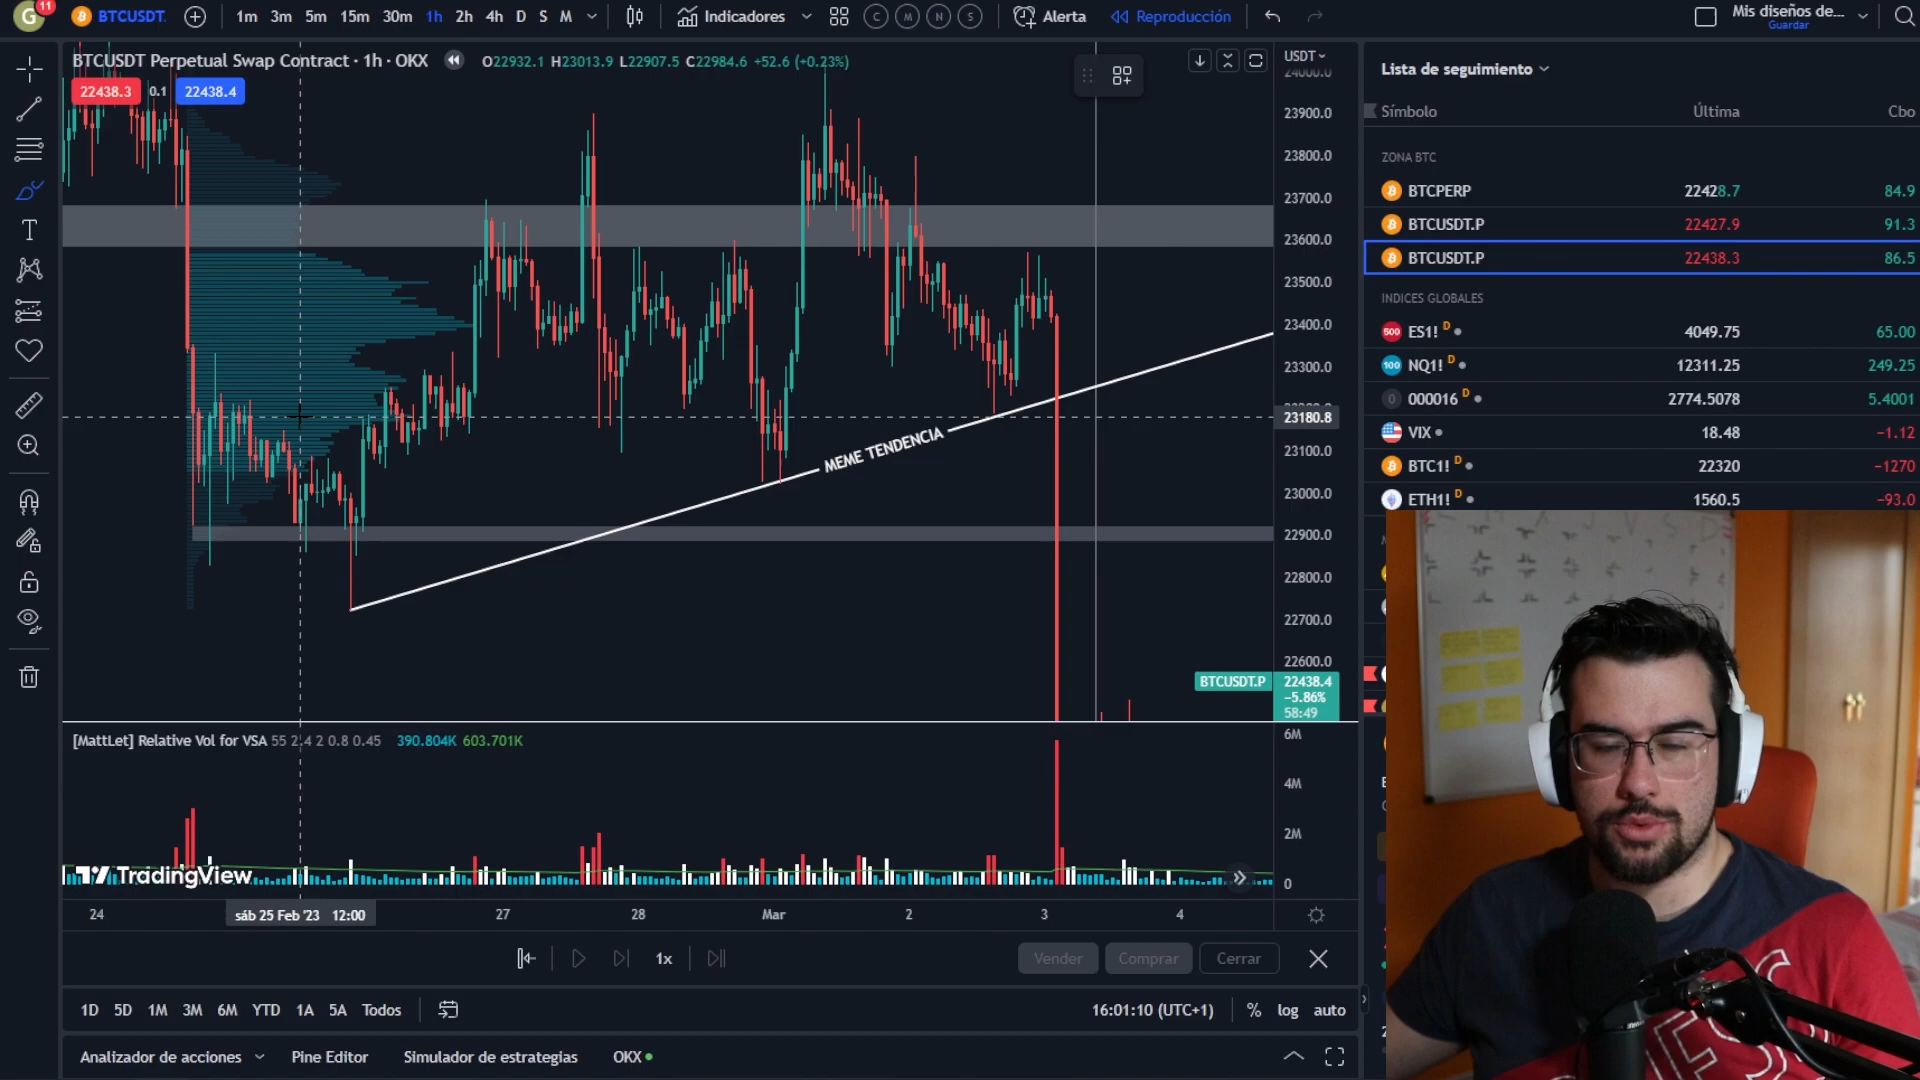 G 11 BTCUSDT. 1m 3m 5m 15m 30m 1h 2h 4h D S M Indicadores C M N S Alerta Reproducción Mis diseños de...
Guardar
BTCUSDT Perpetual Swap Contract · 1h · OKX O22932.1 H23013.9 L22907.5 C22984.6 +52.6 (+0.23%)
22438.3 0.1 22438.4
USDT
24000.0
23900.0
23800.0
23700.0
23600.0
23500.0
23400.0
23300.0
23180.8
23100.0
23000.0
22900.0
22800.0
22700.0
22600.0
MEME TENDENCIA
BTCUSDT.P 22438.4
−5.86%
58:49
[MattLet] Relative Vol for VSA 55 2.4 2 0.8 0.45 390.804K 603.701K
6M
4M
2M
0
TradingView
24 sáb 25 Feb '23 12:00 27 28 Mar 2 3 4
1x Vender Comprar Cerrar
1D 5D 1M 3M 6M YTD 1A 5A Todos 16:01:10 (UTC+1) % log auto
Analizador de acciones Pine Editor Simulador de estrategias OKX
Lista de seguimiento
Símbolo Última Cbo
ZONA BTC
BTCPERP 22428.7 84.9
BTCUSDT.P 22427.9 91.3
BTCUSDT.P 22438.3 86.5
INDICES GLOBALES
500 ES1! D 4049.75 65.00
100 NQ1! D 12311.25 249.25
0 000016 D 2774.5078 5.4001
VIX 18.48 −1.12
BTC1! D 22320 −1270
ETH1! D 1560.5 −93.0